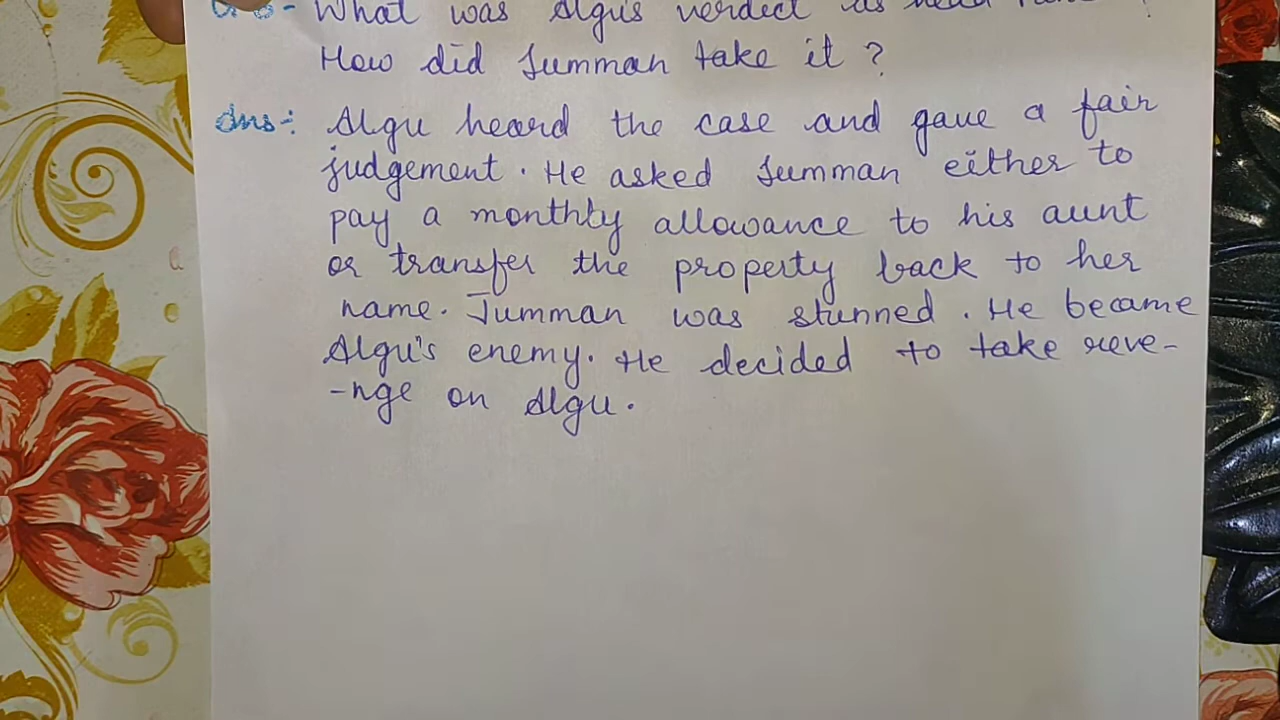 What was Algu's verdict as head
How did Jumman take it ?
Ans:- Algu heard the case and gave a fair
judgement. He asked Jumman either to
pay a monthly allowance to his aunt
or transfer the property back to her
name. Jumman was stunned. He became
Algu's enemy. He decided to take reve-
-nge on Algu.